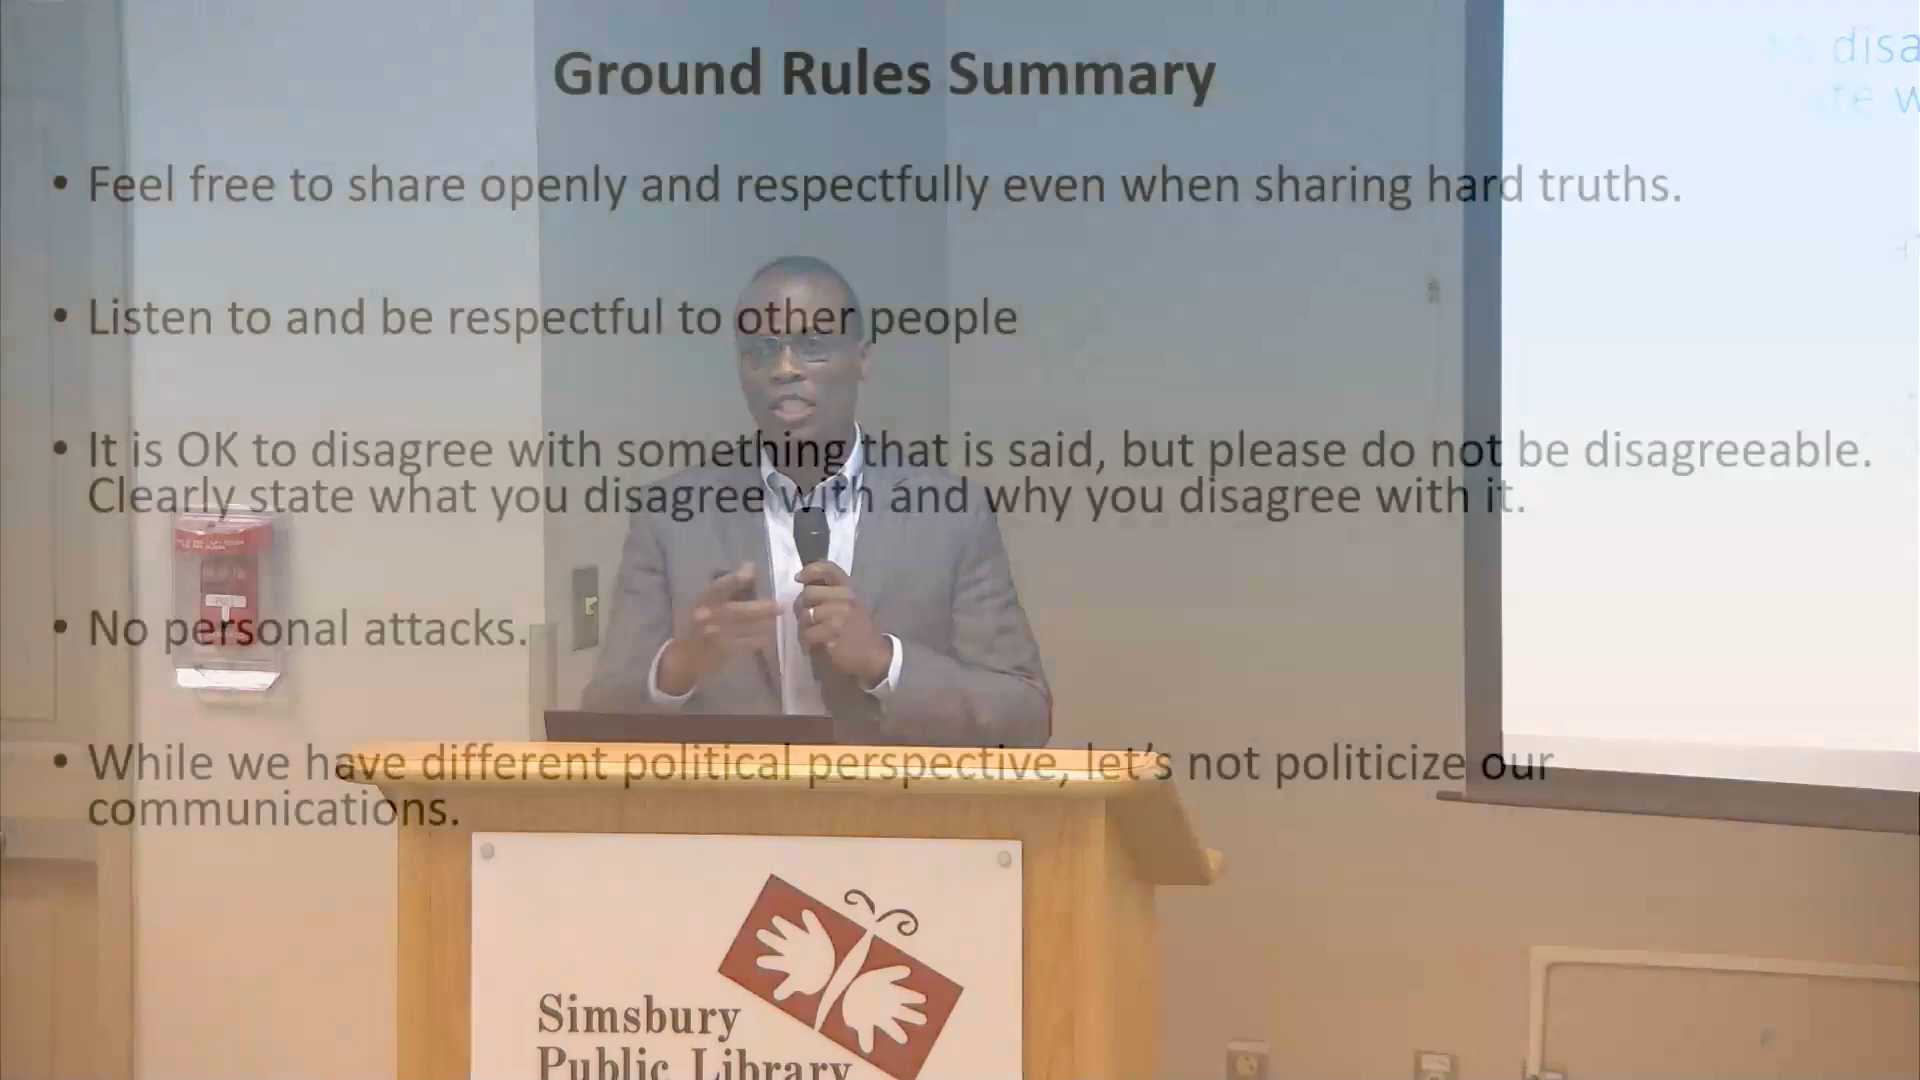 Ground Rules Summary
• Feel free to share openly and respectfully even when sharing hard truths.
• Listen to and be respectful to other people
• It is OK to disagree with something that is said, but please do not be disagreeable.
Clearly state what you disagree with and why you disagree with it.
• No personal attacks.
• While we have different political perspective, let's not politicize our
communications.
Simsbury
Public Library